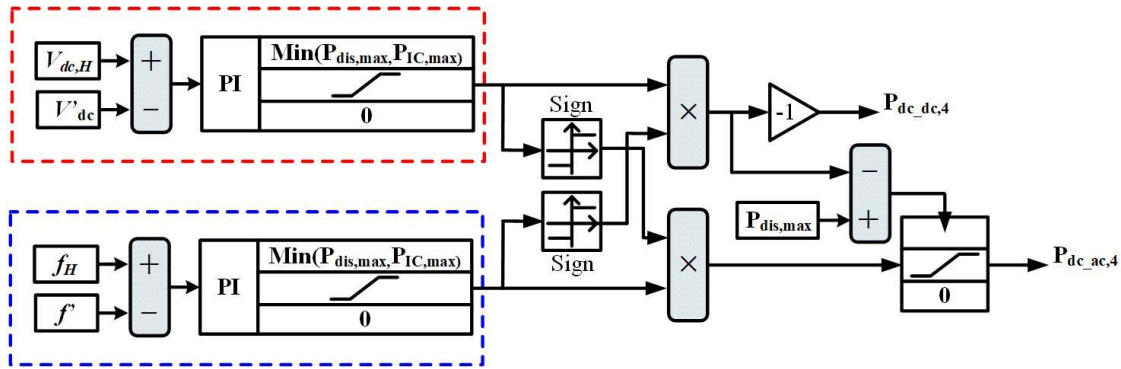 V_dc,H
+
V'_dc
−
PI
Min(P_dis,max,P_IC,max)
0
Sign
×
-1
P_dc_dc,4
−
P_dis,max
+
f_H
+
f'
−
PI
Min(P_dis,max,P_IC,max)
0
Sign
×
0
P_dc_ac,4